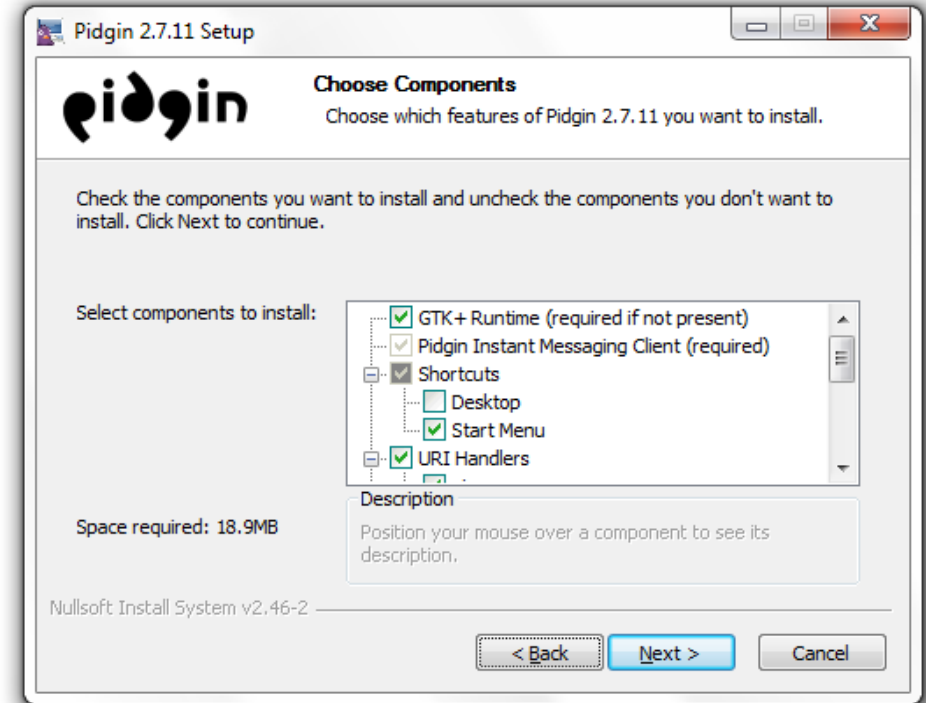 Pidgin 2.7.11 Setup
pidgin
Choose Components
Choose which features of Pidgin 2.7.11 you want to install.
Check the components you want to install and uncheck the components you don't want to
install. Click Next to continue.
Select components to install:
GTK+ Runtime (required if not present)
Pidgin Instant Messaging Client (required)
Shortcuts
Desktop
Start Menu
URI Handlers
Space required: 18.9MB
Description
Position your mouse over a component to see its
description.
Nullsoft Install System v2.46-2
< Back
Next >
Cancel